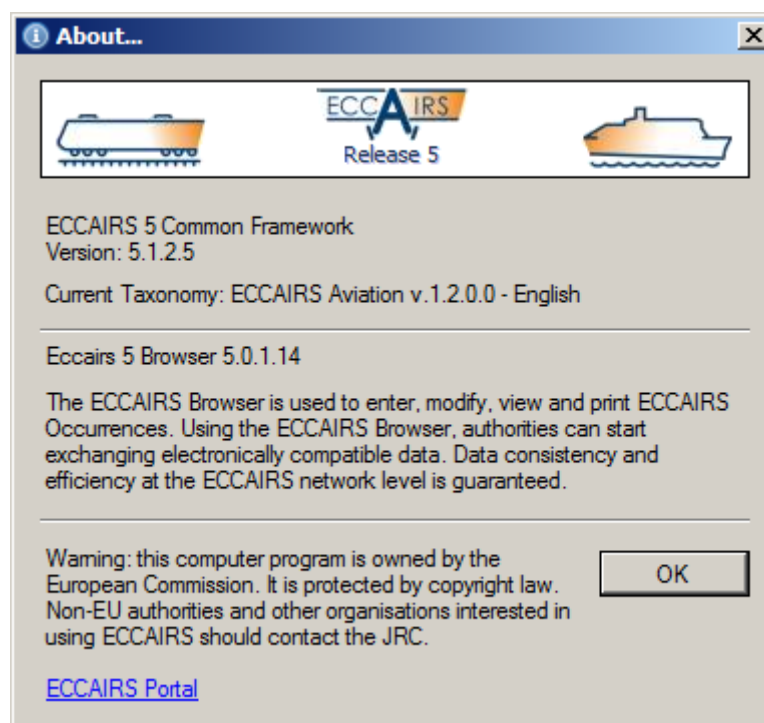 About...
ECCAIRS
Release 5
ECCAIRS 5 Common Framework
Version: 5.1.2.5
Current Taxonomy: ECCAIRS Aviation v.1.2.0.0 - English
Eccairs 5 Browser 5.0.1.14
The ECCAIRS Browser is used to enter, modify, view and print ECCAIRS
Occurrences. Using the ECCAIRS Browser, authorities can start
exchanging electronically compatible data. Data consistency and
efficiency at the ECCAIRS network level is guaranteed.
Warning: this computer program is owned by the
European Commission. It is protected by copyright law.
Non-EU authorities and other organisations interested in
using ECCAIRS should contact the JRC.
OK
ECCAIRS Portal